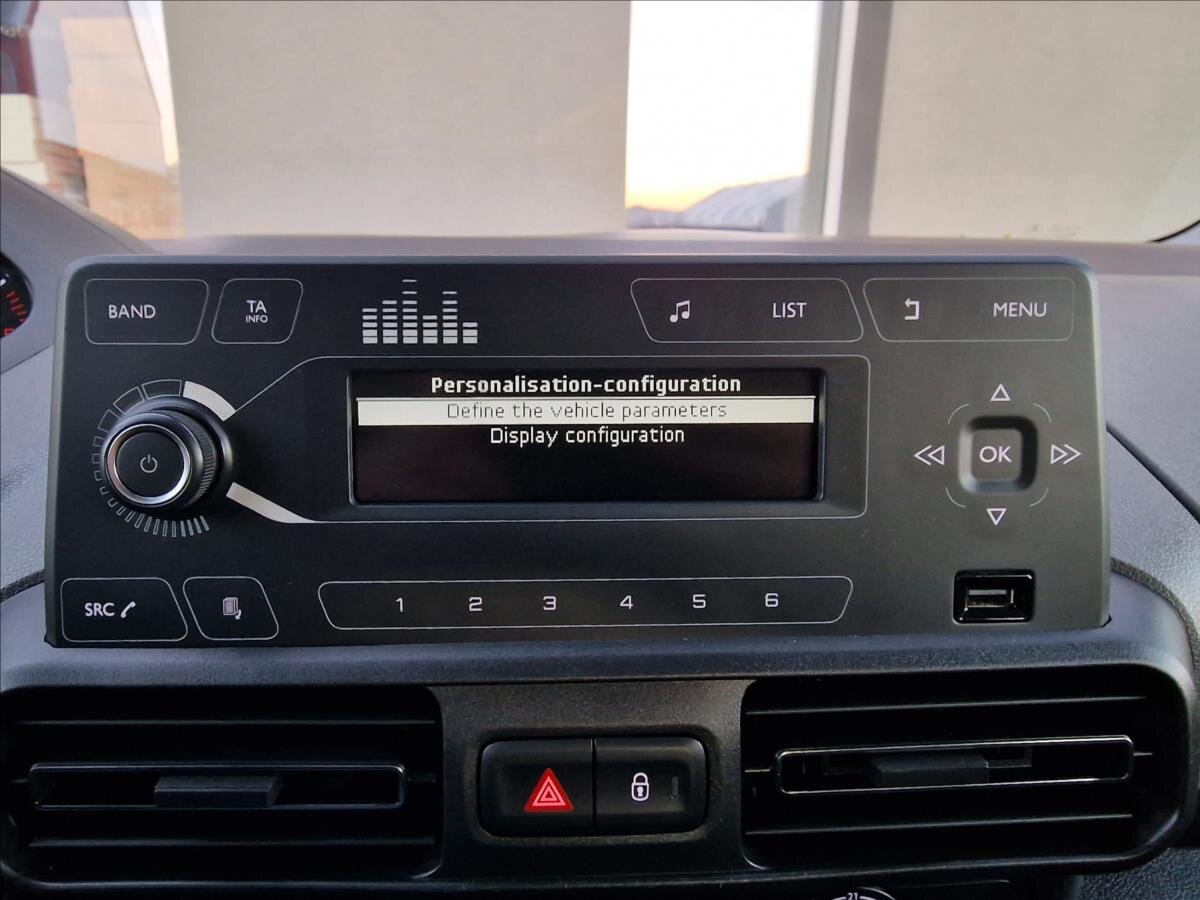 BAND
TA
INFO
LIST
MENU
Personalisation-configuration
Define the vehicle parameters
Display configuration
OK
SRC
1 2 3 4 5 6
21